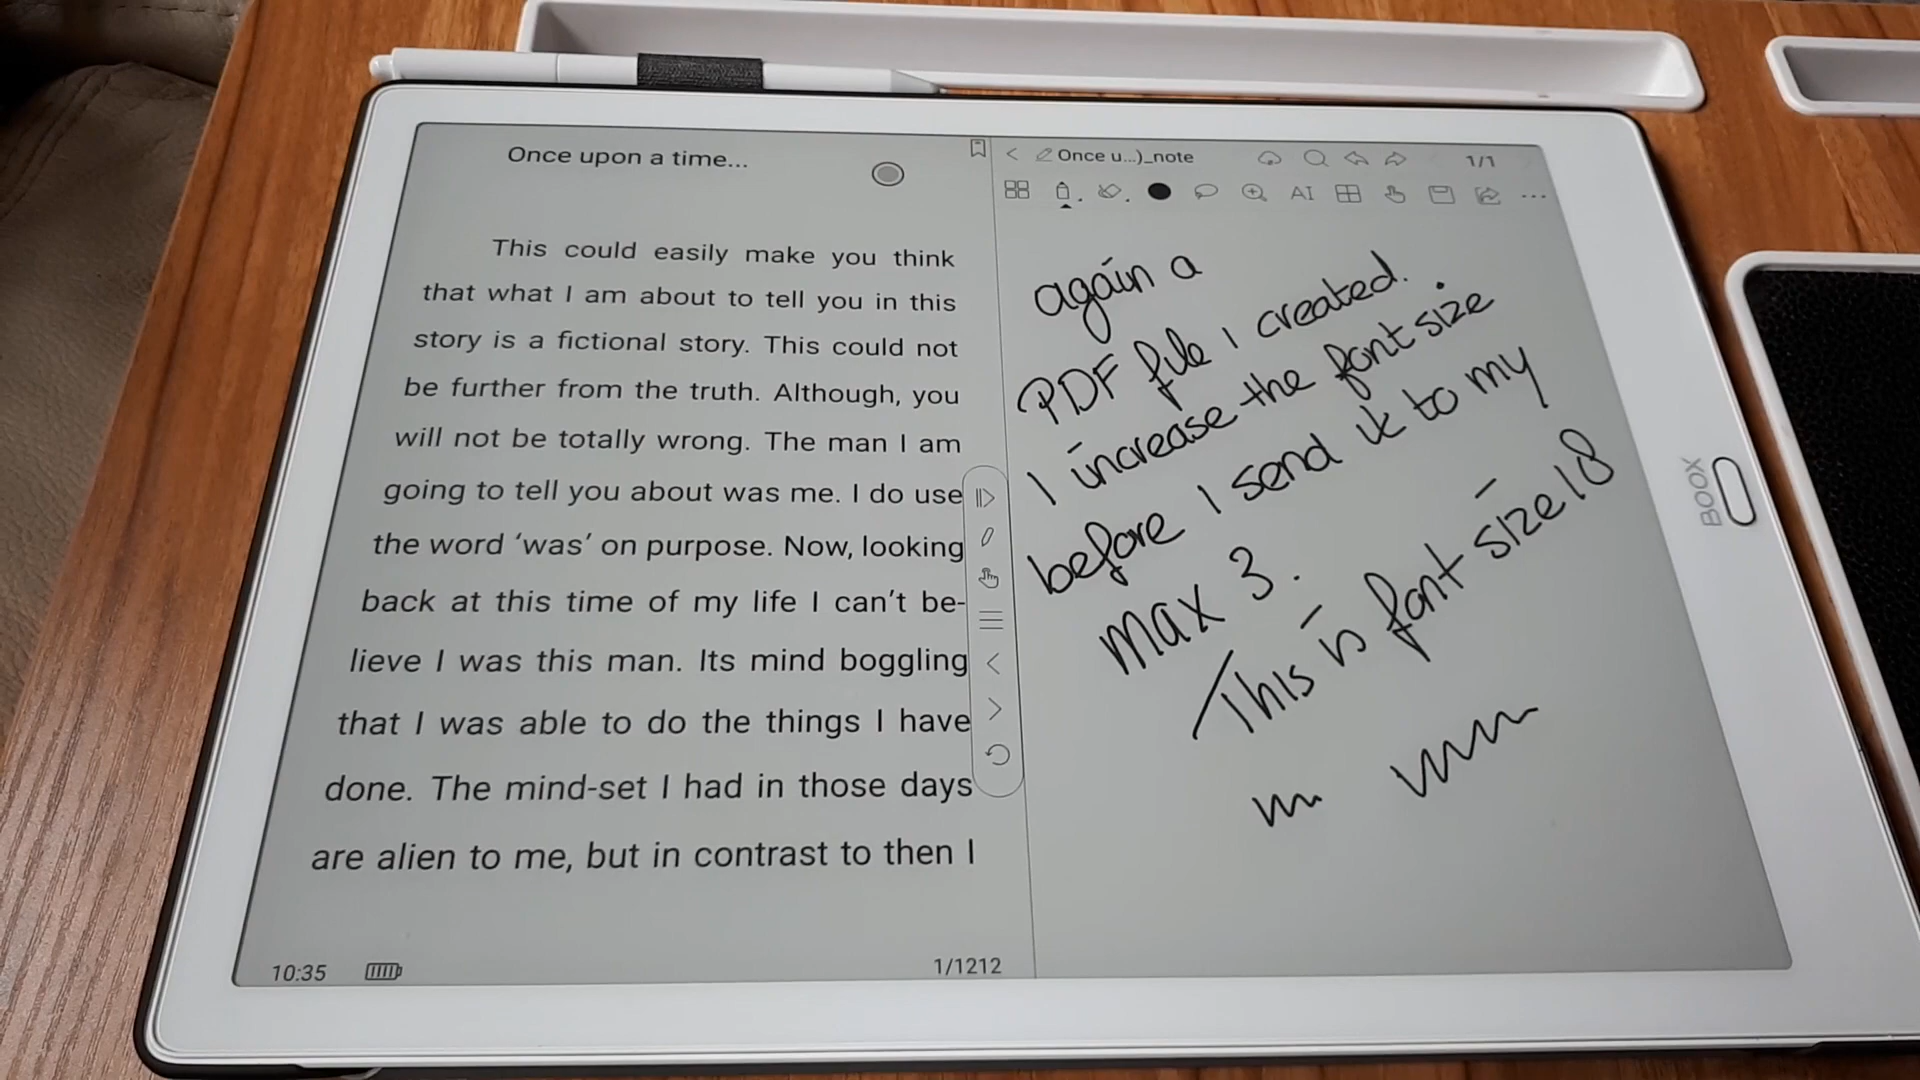 Once upon a time...
This could easily make you think
that what I am about to tell you in this
story is a fictional story. This could not
be further from the truth. Although, you
will not be totally wrong. The man I am
going to tell you about was me. I do use
the word ‘was’ on purpose. Now, looking
back at this time of my life I can’t be-
lieve I was this man. Its mind boggling
that I was able to do the things I have
done. The mind-set I had in those days
are alien to me, but in contrast to then I
10:35
1/1212
Once u...)_note
1/1
AI
again a
PDF file I created.
I increase the font size
before I send it to my
max 3.
This is font size 18
BOOX